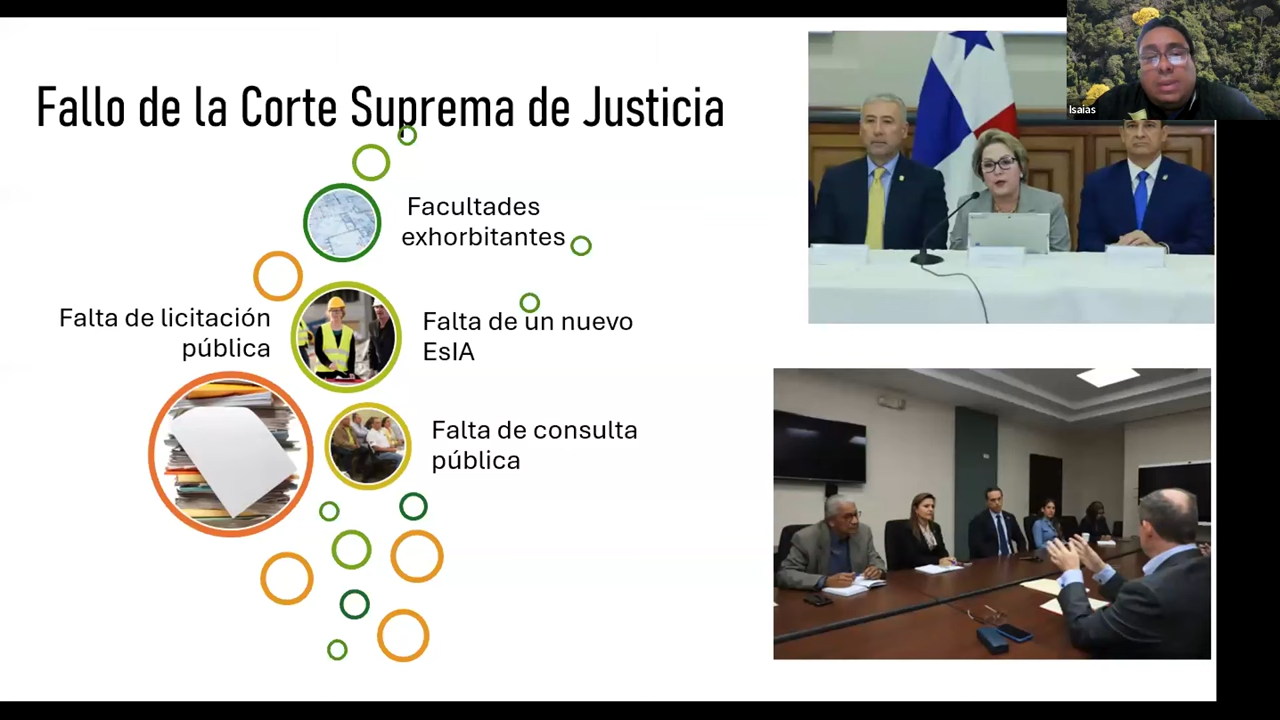 Fallo de la Corte Suprema de Justicia
Isaías
Facultades
exhorbitantes
Falta de licitación
pública
Falta de un nuevo
EsIA
Falta de consulta
pública